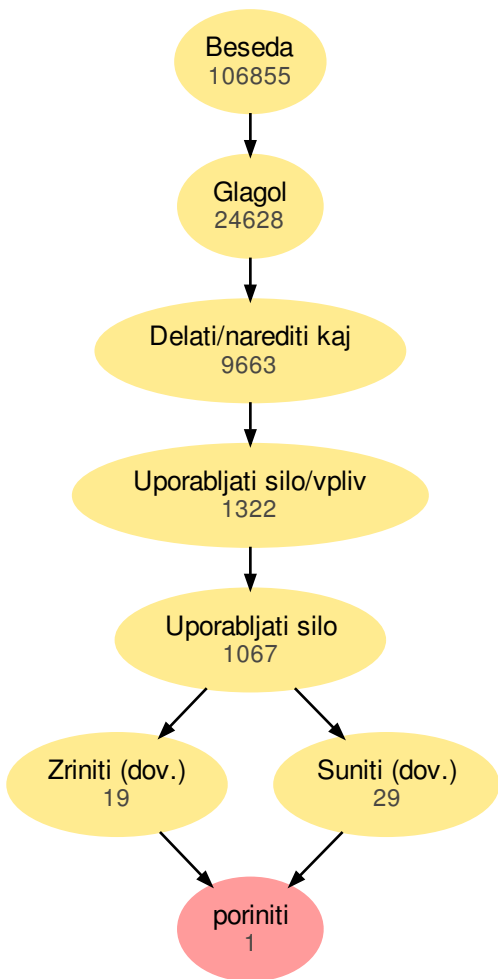 Beseda
106855
Glagol
24628
Delati/narediti kaj
9663
Uporabljati silo/vpliv
1322
Uporabljati silo
1067
Zriniti (dov.)
19
Suniti (dov.)
29
poriniti
1